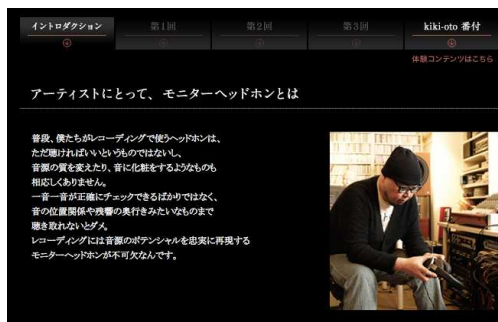 イントロダクション
第1回
第2回
第3回
kiki-oto 番付
体験コンテンツはこちら
アーティストにとって、モニターヘッドホンとは
普段、僕たちがレコーディングで使うヘッドホンは、
ただ聴ければいいというものではないし、
音源の質を変えたり、音に化粧をするようなものも
相応しくありません。
一音一音が正確にチェックできるばかりではなく、
音の位置関係や残響の奥行きみたいなものまで
聴き取れないとダメ。
レコーディングには音源のポテンシャルを忠実に再現する
モニターヘッドホンが不可欠なんです。